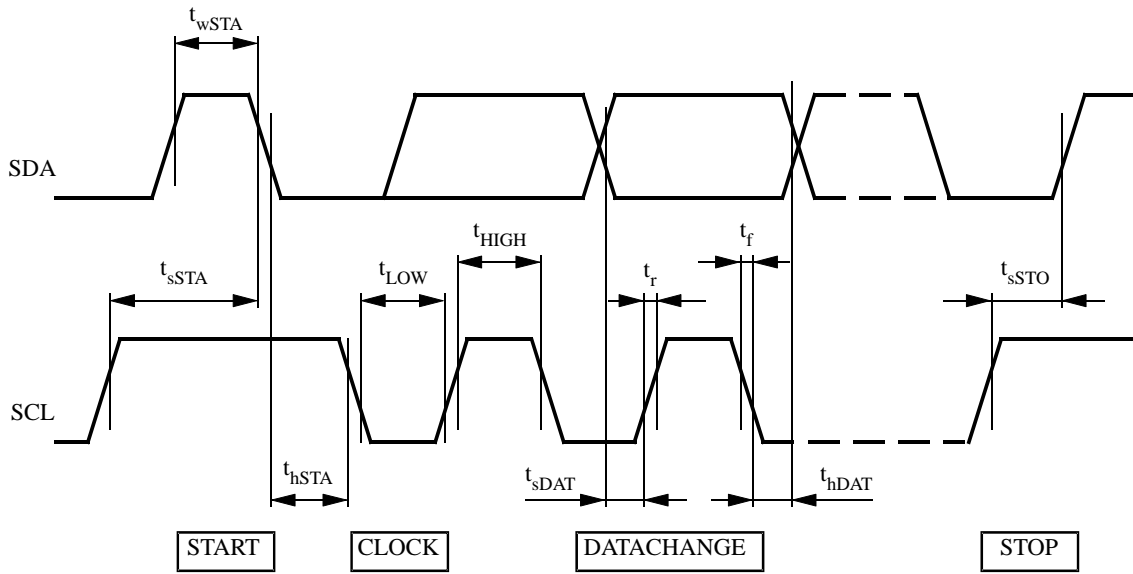 t_wSTA
SDA
t_HIGH
t_f
t_sSTA
t_LOW
t_r
t_sSTO
SCL
t_hSTA
t_sDAT
t_hDAT
START
CLOCK
DATACHANGE
STOP